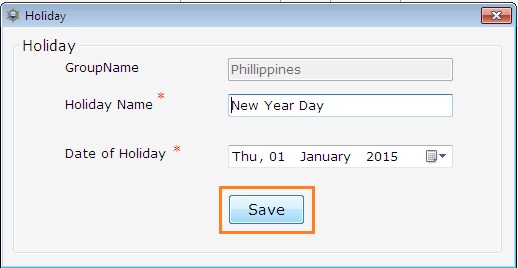 Holiday
Holiday
GroupName Phillippines
Holiday Name * New Year Day
Date of Holiday * Thu, 01 January 2015
Save